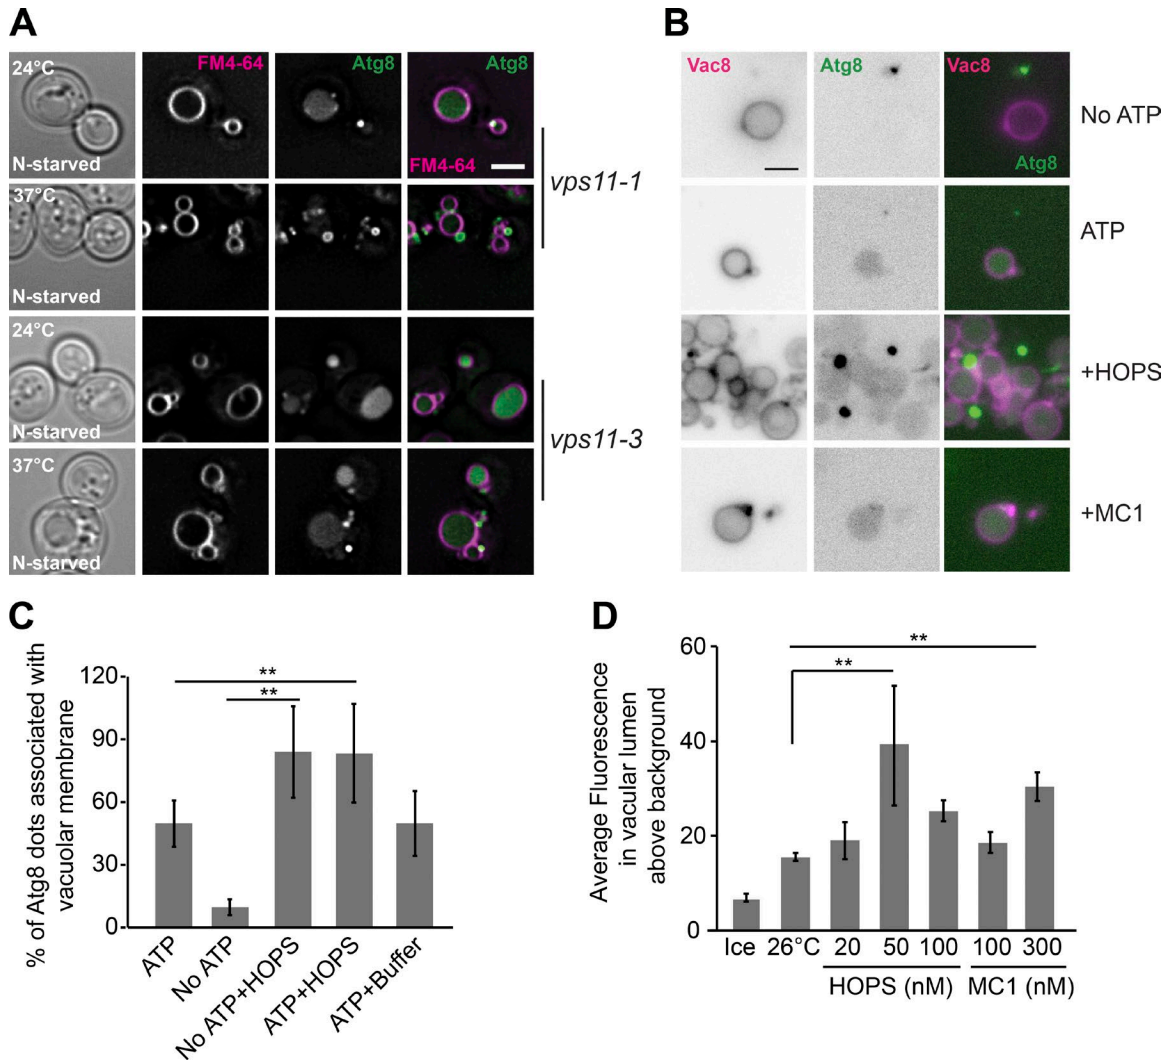 A
24°C
FM4-64
Atg8
Atg8
N-starved
FM4-64
37°C
N-starved
vps11-1
24°C
N-starved
37°C
N-starved
vps11-3
B
Vac8
Atg8
Vac8
Atg8
No ATP
ATP
+HOPS
+MC1
C
% of Atg8 dots associated with
vacuolar membrane
120
90
60
30
0
**
**
ATP
No ATP
No ATP+HOPS
ATP+HOPS
ATP+Buffer
D
Average Fluorescence
in vacular lumen
above background
60
40
20
0
**
**
Ice 26°C 20 50 100 100 300
HOPS (nM) MC1 (nM)